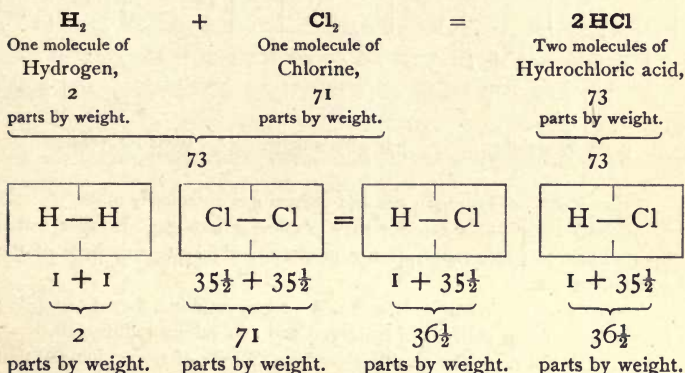 H₂ + Cl₂ = 2 HCl
One molecule of One molecule of Two molecules of
Hydrogen, Chlorine, Hydrochloric acid,
2 71 73
parts by weight. parts by weight. parts by weight.
73 73
H — H Cl — Cl = H — Cl H — Cl
1 + 1 35½ + 35½ 1 + 35½ 1 + 35½
2 71 36½ 36½
parts by weight. parts by weight. parts by weight. parts by weight.